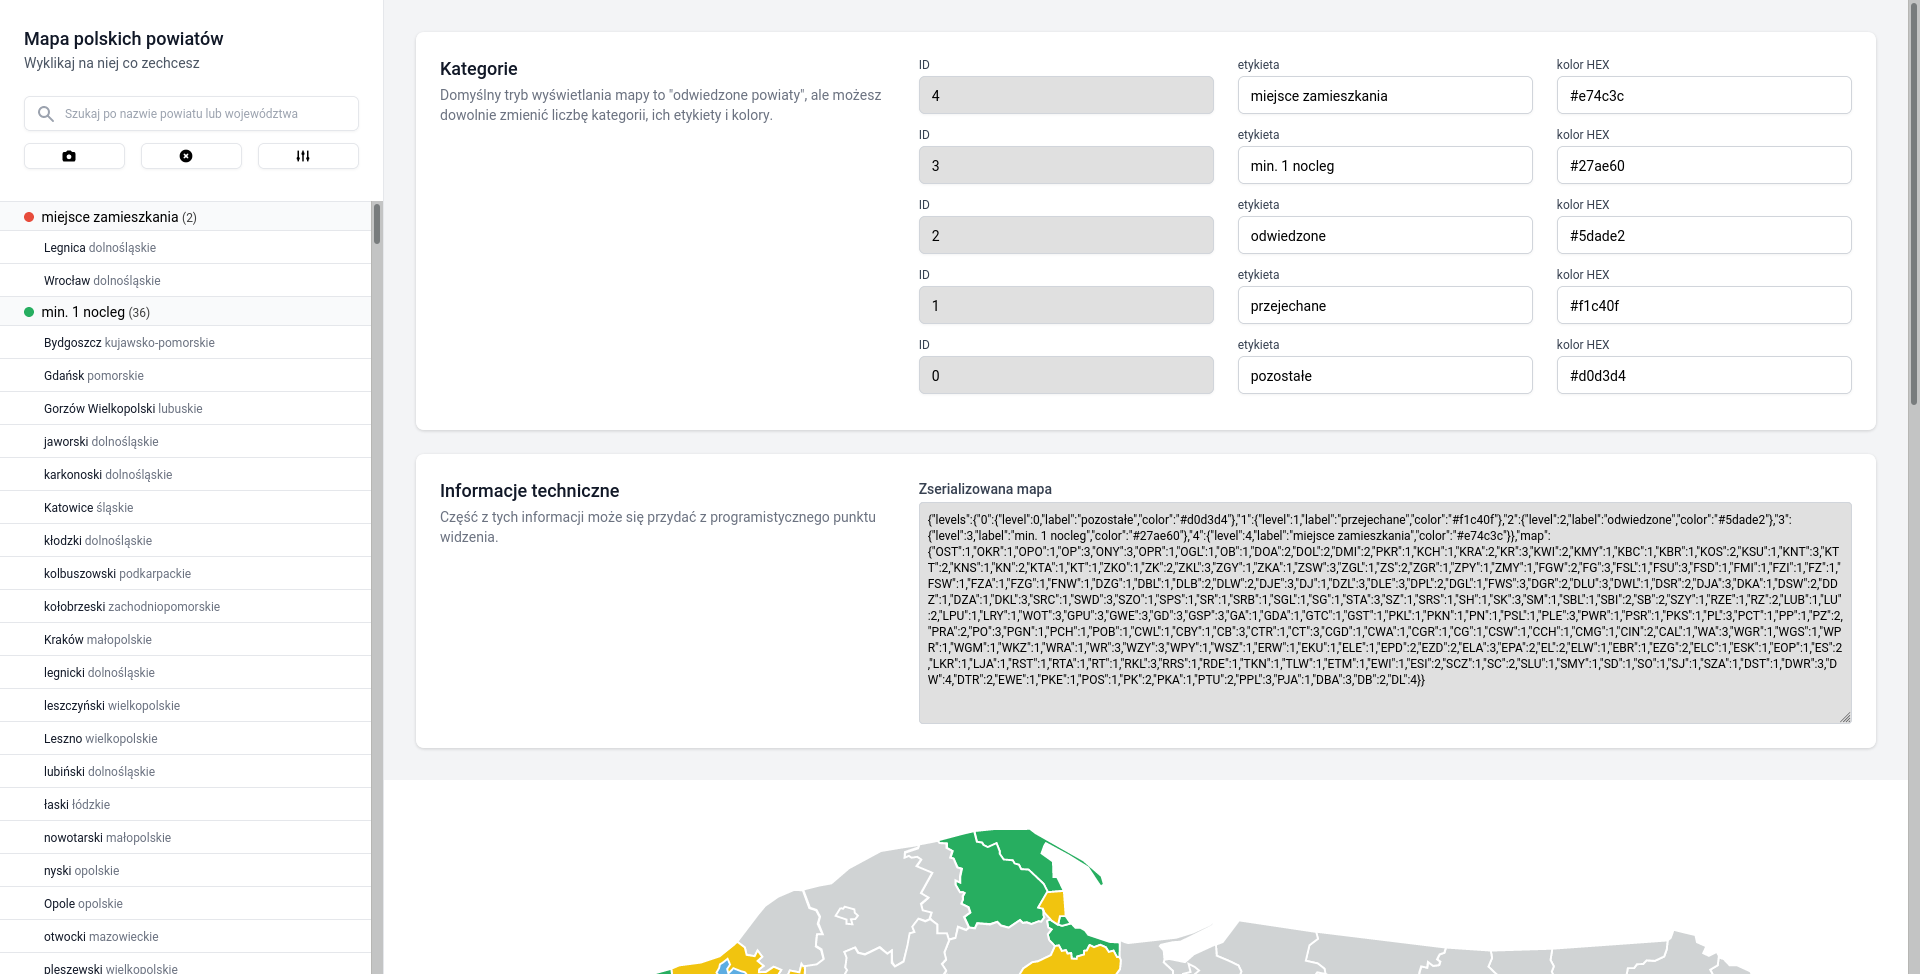 Mapa polskich powiatów
Wyklikaj na niej co zechcesz
Szukaj po nazwie powiatu lub województwa
miejsce zamieszkania (2)
Legnica dolnośląskie
Wrocław dolnośląskie
min. 1 nocleg (36)
Bydgoszcz kujawsko-pomorskie
Gdańsk pomorskie
Gorzów Wielkopolski lubuskie
jaworski dolnośląskie
karkonoski dolnośląskie
Katowice śląskie
kłodzki dolnośląskie
kolbuszowski podkarpackie
kołobrzeski zachodniopomorskie
Kraków małopolskie
legnicki dolnośląskie
leszczyński wielkopolskie
Leszno wielkopolskie
lubiński dolnośląskie
łaski łódzkie
nowotarski małopolskie
nyski opolskie
Opole opolskie
otwocki mazowieckie
pleszewski wielkopolskie
Kategorie
Domyślny tryb wyświetlania mapy to "odwiedzone powiaty", ale możesz
dowolnie zmienić liczbę kategorii, ich etykiety i kolory.
ID etykieta kolor HEX
4 miejsce zamieszkania #e74c3c
ID etykieta kolor HEX
3 min. 1 nocleg #27ae60
ID etykieta kolor HEX
2 odwiedzone #5dade2
ID etykieta kolor HEX
1 przejechane #f1c40f
ID etykieta kolor HEX
0 pozostałe #d0d3d4
Informacje techniczne
Część z tych informacji może się przydać z programistycznego punktu
widzenia.
Zserializowana mapa
{"levels":{"0":{"level":0,"label":"pozostałe","color":"#d0d3d4"},"1":{"level":1,"label":"przejechane","color":"#f1c40f"},"2":{"level":2,"label":"odwiedzone","color":"#5dade2"},"3":
{"level":3,"label":"min. 1 nocleg","color":"#27ae60"},"4":{"level":4,"label":"miejsce zamieszkania","color":"#e74c3c"}},"map":
{"OST":1,"OKR":1,"OPO":1,"OP":3,"ONY":3,"OPR":1,"OGL":1,"OB":1,"DOA":2,"DOL":2,"DMI":2,"PKR":1,"KCH":1,"KRA":2,"KR":3,"KWI":2,"KMY":1,"KBC":1,"KBR":1,"KOS":2,"KSU":1,"KNT":3,"KT
T":2,"KNS":1,"KN":2,"KTA":1,"KT":1,"ZKO":1,"ZK":2,"ZKL":3,"ZGY":1,"ZKA":1,"ZSW":3,"ZGL":1,"ZS":2,"ZGR":1,"ZPY":1,"ZMY":1,"FGW":2,"FG":3,"FSL":1,"FSU":3,"FSD":1,"FMI":1,"FZI":1,"FZ":1,"
FSW":1,"FZA":1,"FZG":1,"FNW":1,"DZG":1,"DBL":1,"DLB":2,"DLW":2,"DJE":3,"DJ":1,"DZL":3,"DLE":3,"DPL":2,"DGL":1,"FWS":3,"DGR":2,"DLU":3,"DWL":1,"DSR":2,"DJA":3,"DKA":1,"DSW":2,"DD
Z":1,"DZA":1,"DKL":3,"SRC":1,"SWD":3,"SZO":1,"SPS":1,"SR":1,"SRB":1,"SGL":1,"SG":1,"STA":3,"SZ":1,"SRS":1,"SH":1,"SK":3,"SM":1,"SBL":1,"SBI":2,"SB":2,"SZY":1,"RZE":1,"RZ":2,"LUB":1,"LU"
:2,"LPU":1,"LRY":1,"WOT":3,"GPU":3,"GWE":3,"GD":3,"GSP":3,"GA":1,"GDA":1,"GTC":1,"GST":1,"PKL":1,"PKN":1,"PN":1,"PSL":1,"PLE":3,"PWR":1,"PSR":1,"PKS":1,"PL":3,"PCT":1,"PP":1,"PZ":2,
"PRA":2,"PO":3,"PGN":1,"PCH":1,"POB":1,"CWL":1,"CBY":1,"CB":3,"CTR":1,"CT":3,"CGD":1,"CWA":1,"CGR":1,"CG":1,"CSW":1,"CCH":1,"CMG":1,"CIN":2,"CAL":1,"WA":3,"WGR":1,"WGS":1,"WP
R":1,"WGM":1,"WKZ":1,"WRA":1,"WR":3,"WZY":3,"WPY":1,"WSZ":1,"ERW":1,"EKU":1,"ELE":1,"EPD":2,"EZD":2,"ELA":3,"EPA":2,"EL":2,"ELW":1,"EBR":1,"EZG":2,"ELC":1,"ESK":1,"EOP":1,"ES":2
,"LKR":1,"LJA":1,"RST":1,"RTA":1,"RT":1,"RKL":3,"RRS":1,"RDE":1,"TKN":1,"TLW":1,"ETM":1,"EWI":1,"ESI":2,"SCZ":1,"SC":2,"SLU":1,"SMY":1,"SD":1,"SO":1,"SJ":1,"SZA":1,"DST":1,"DWR":3,"D
W":4,"DTR":2,"EWE":1,"PKE":1,"POS":1,"PK":2,"PKA":1,"PTU":2,"PPL":3,"PJA":1,"DBA":3,"DB":2,"DL":4}}